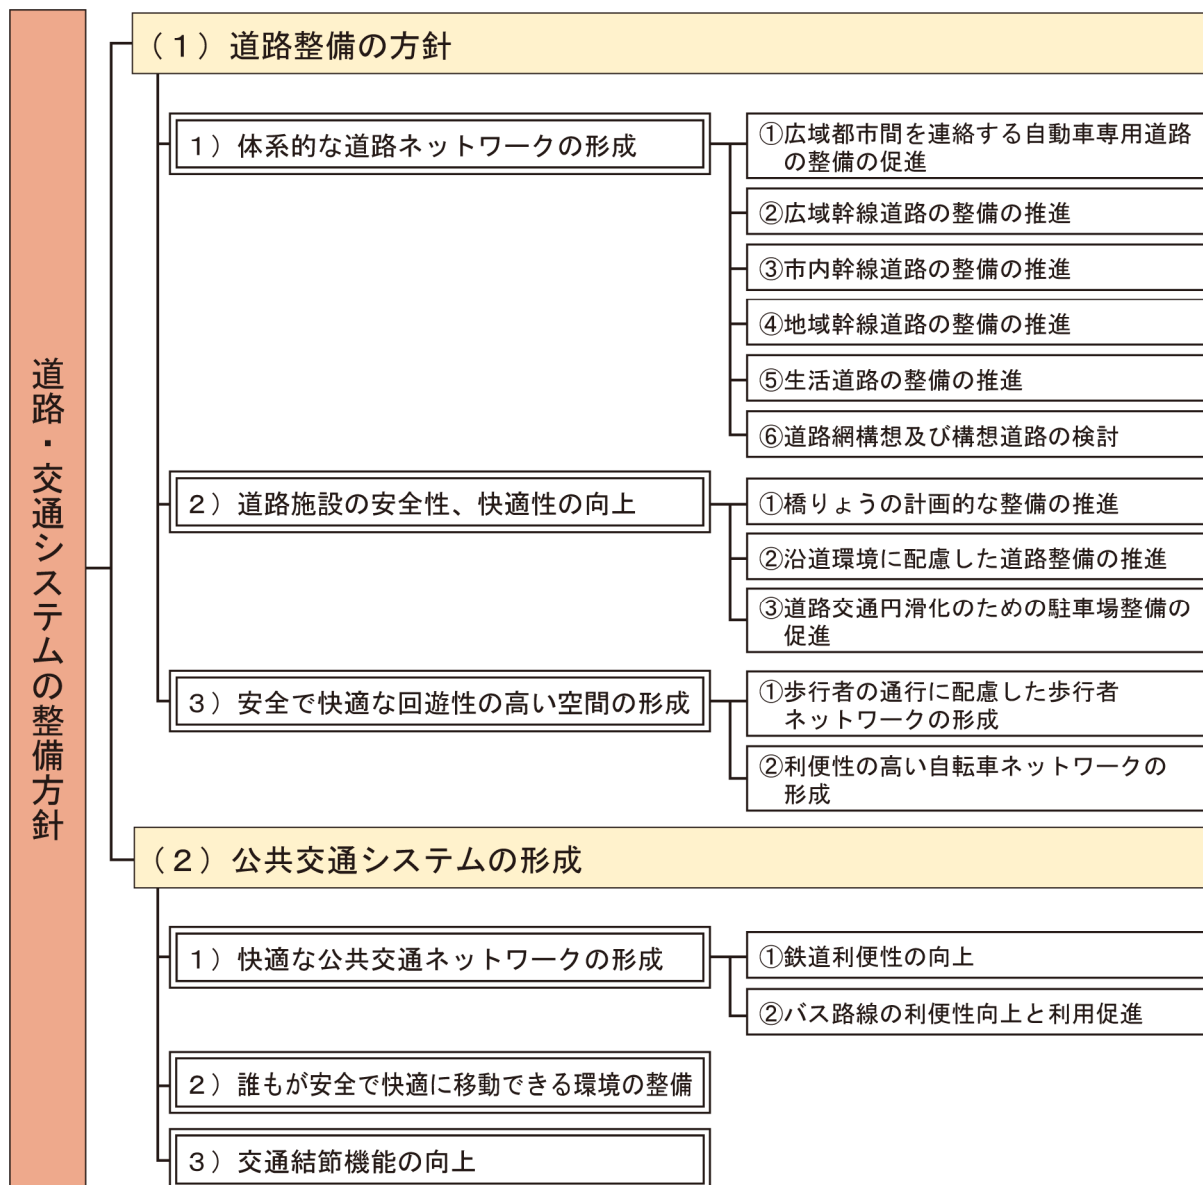 道路・交通システムの整備方針
（１）道路整備の方針
１）体系的な道路ネットワークの形成
①広域都市間を連絡する自動車専用道路
の整備の促進
②広域幹線道路の整備の推進
③市内幹線道路の整備の推進
④地域幹線道路の整備の推進
⑤生活道路の整備の推進
⑥道路網構想及び構想道路の検討
２）道路施設の安全性、快適性の向上
①橋りょうの計画的な整備の推進
②沿道環境に配慮した道路整備の推進
③道路交通円滑化のための駐車場整備の
促進
３）安全で快適な回遊性の高い空間の形成
①歩行者の通行に配慮した歩行者
ネットワークの形成
②利便性の高い自転車ネットワークの
形成
（２）公共交通システムの形成
１）快適な公共交通ネットワークの形成
①鉄道利便性の向上
②バス路線の利便性向上と利用促進
２）誰もが安全で快適に移動できる環境の整備
３）交通結節機能の向上